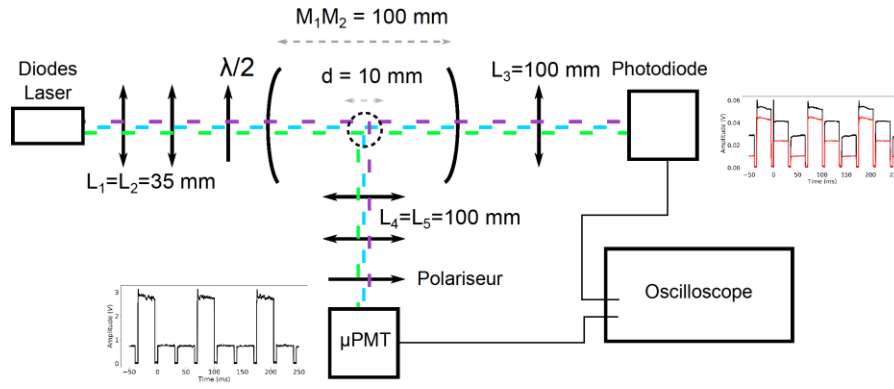 M₁M₂ = 100 mm
Diodes
Laser
λ/2
d = 10 mm
L₃=100 mm
Photodiode
L₁=L₂=35 mm
L₄=L₅=100 mm
Polariseur
μPMT
Oscilloscope
Amplitude (V)
0.06
0.04
0.02
0.00
-50 0 50 100 150 200 250
Time (ms)
Amplitude (V)
3
2
1
0
-50 0 50 100 150 200 250
Time (ms)